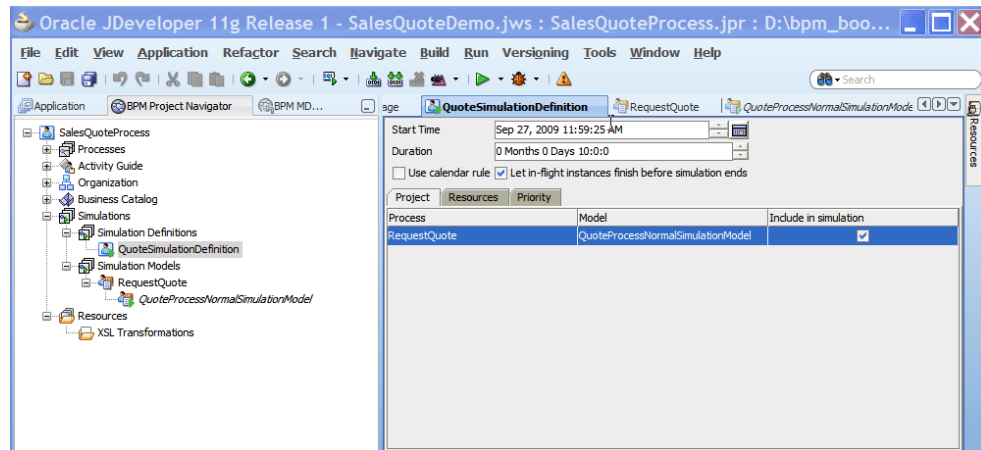 Oracle JDeveloper 11g Release 1 - SalesQuoteDemo.jws : SalesQuoteProcess.jpr : D:\bpm_boo...
File Edit View Application Refactor Search Navigate Build Run Versioning Tools Window Help
Search
Application BPM Project Navigator BPM MD...
age QuoteSimulationDefinition RequestQuote QuoteProcessNormalSimulationMode
Resources
SalesQuoteProcess
Processes
Activity Guide
Organization
Business Catalog
Simulations
Simulation Definitions
QuoteSimulationDefinition
Simulation Models
RequestQuote
QuoteProcessNormalSimulationModel
Resources
XSL Transformations
Start Time Sep 27, 2009 11:59:25 AM
Duration 0 Months 0 Days 10:0:0
Use calendar rule Let in-flight instances finish before simulation ends
Project Resources Priority
Process Model Include in simulation
RequestQuote QuoteProcessNormalSimulationModel